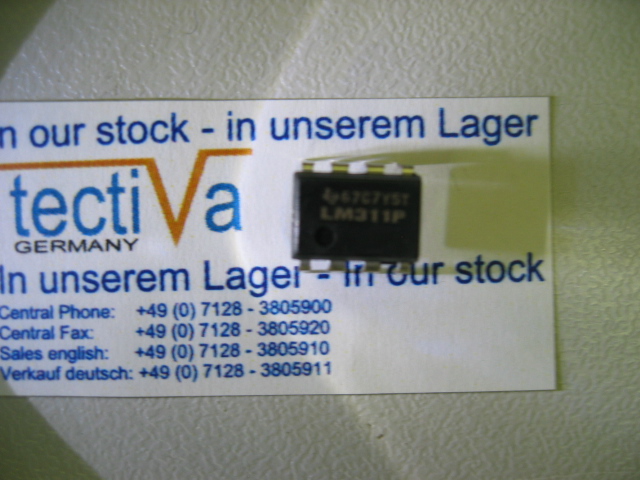 n our stock - in unserem Lager
tectiVa
GERMANY
67C7YST
LM311P
In unserem Lager - In our stock
Central Phone: +49 (0) 7128 - 3805900
Central Fax: +49 (0) 7128 - 3805920
Sales english: +49 (0) 7128 - 3805910
Verkauf deutsch: +49 (0) 7128 - 3805911